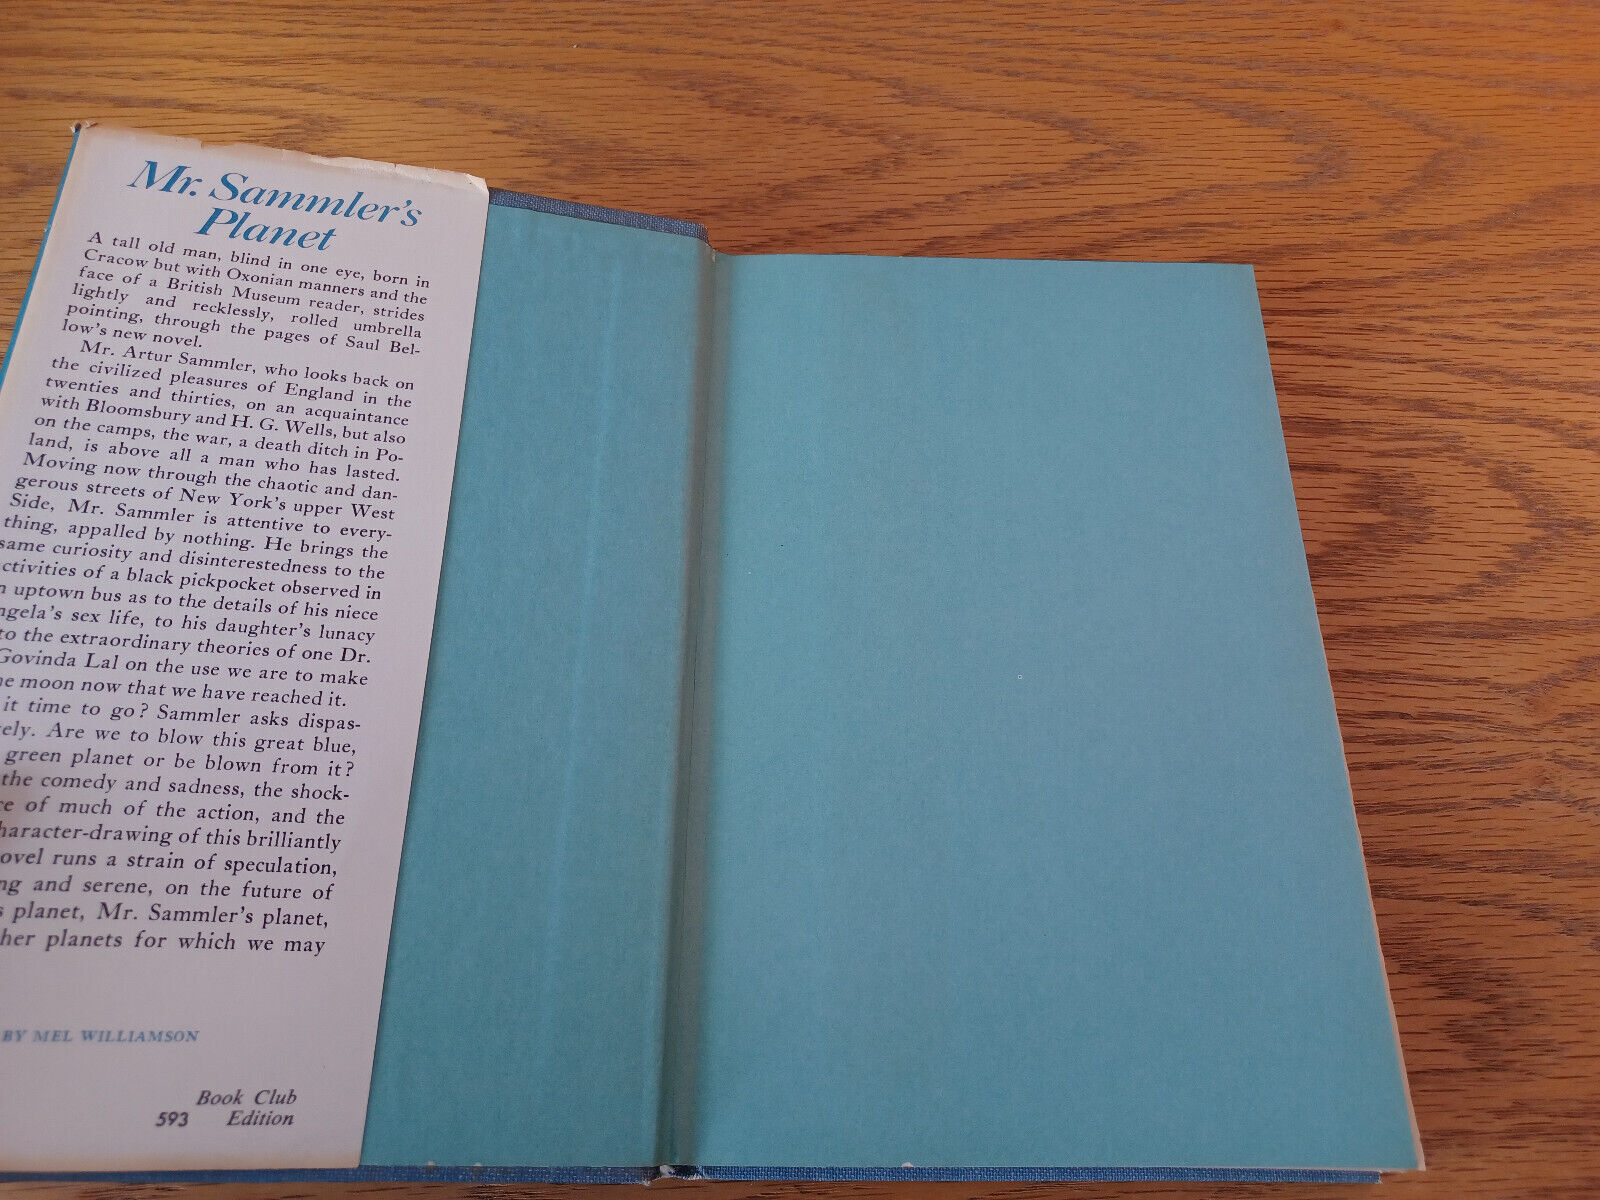 Mr. Sammler's
Planet
A tall old man, blind in one eye, born in
Cracow but with Oxonian manners and the
face of a British Museum reader, strides
lightly and recklessly, rolled umbrella
pointing, through the pages of Saul Bel-
low's new novel.
Mr. Artur Sammler, who looks back on
the civilized pleasures of England in the
twenties and thirties, on an acquaintance
with Bloomsbury and H. G. Wells, but also
on the camps, the war, a death ditch in Po-
land, is above all a man who has lasted.
Moving now through the chaotic and dan-
gerous streets of New York's upper West
Side, Mr. Sammler is attentive to every-
thing, appalled by nothing. He brings the
same curiosity and disinterestedness to the
ctivities of a black pickpocket observed in
n uptown bus as to the details of his niece
ngela's sex life, to his daughter's lunacy
to the extraordinary theories of one Dr.
Govinda Lal on the use we are to make
he moon now that we have reached it.
it time to go? Sammler asks dispas-
ely. Are we to blow this great blue,
green planet or be blown from it?
the comedy and sadness, the shock-
ce of much of the action, and the
haracter-drawing of this brilliantly
ovel runs a strain of speculation,
ng and serene, on the future of
s planet, Mr. Sammler's planet,
her planets for which we may
BY MEL WILLIAMSON
Book Club
593 Edition